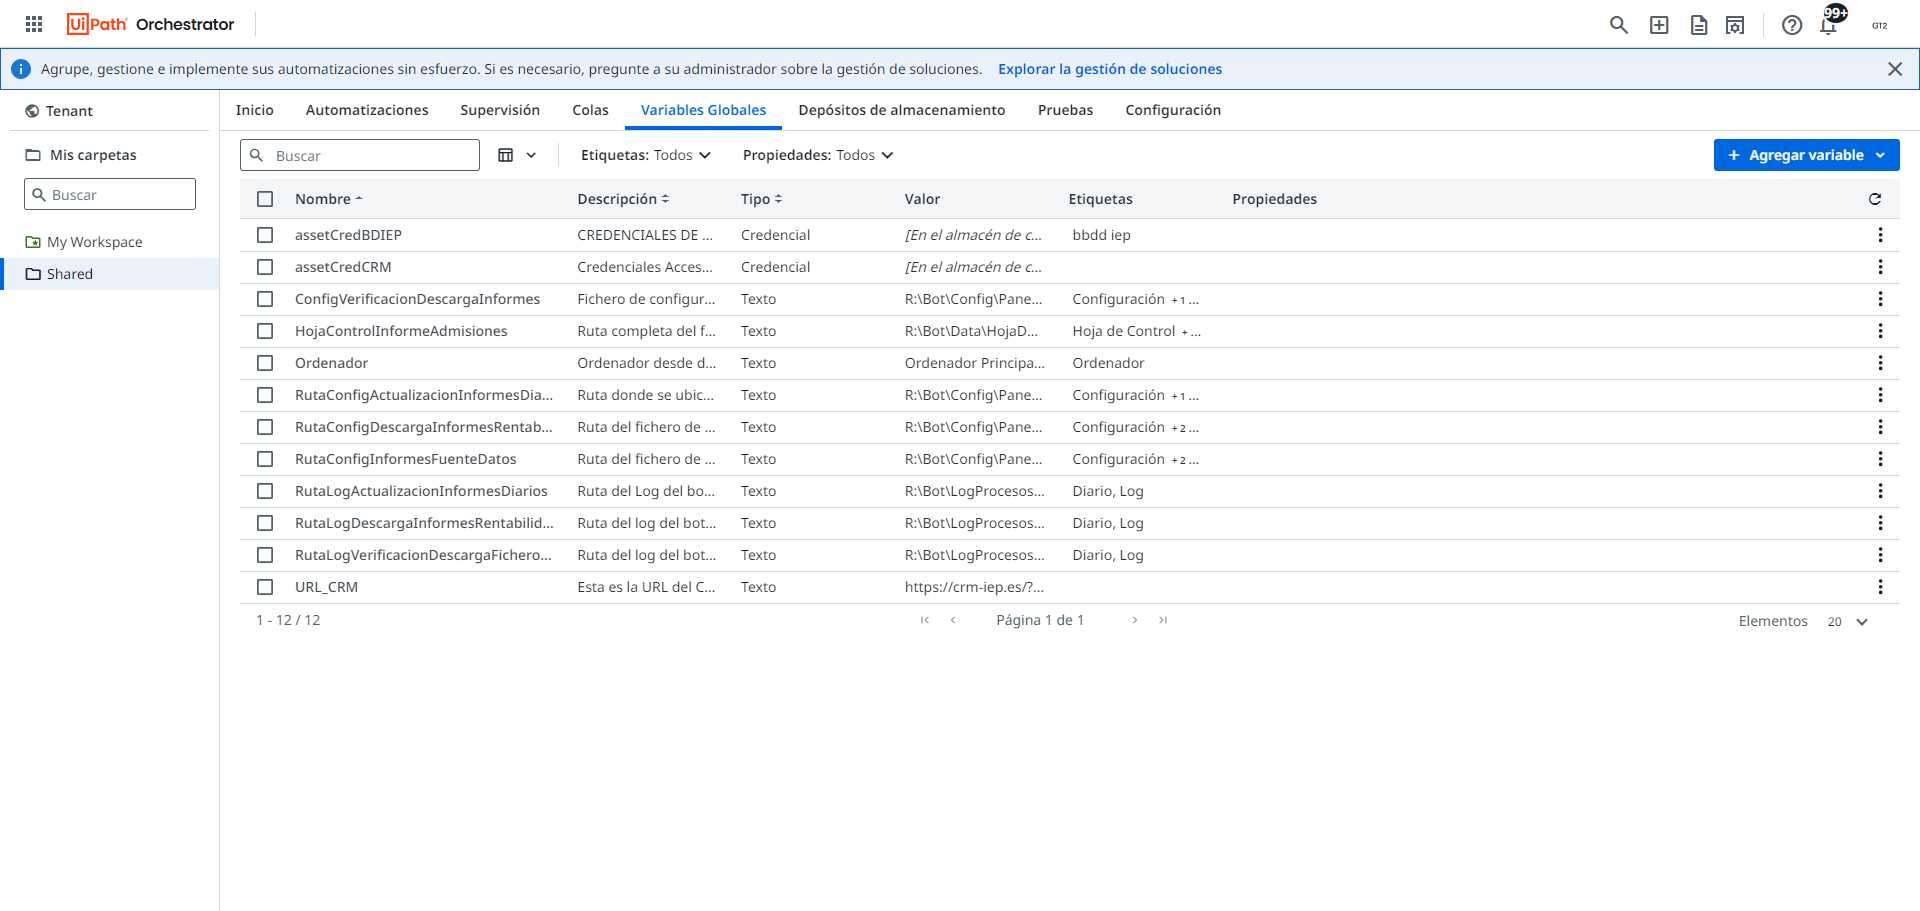 UiPath Orchestrator
99+
GT2
Agrupe, gestione e implemente sus automatizaciones sin esfuerzo. Si es necesario, pregunte a su administrador sobre la gestión de soluciones. Explorar la gestión de soluciones
Tenant
Mis carpetas
Buscar
My Workspace
Shared
Inicio Automatizaciones Supervisión Colas Variables Globales Depósitos de almacenamiento Pruebas Configuración
Buscar Etiquetas: Todos Propiedades: Todos + Agregar variable
Nombre Descripción Tipo Valor Etiquetas Propiedades
assetCredBDIEP CREDENCIALES DE ... Credencial [En el almacén de c... bbdd iep
assetCredCRM Credenciales Acces... Credencial [En el almacén de c...
ConfigVerificacionDescargaInformes Fichero de configur... Texto R:\Bot\Config\Pane... Configuración +1 ...
HojaControlInformeAdmisiones Ruta completa del f... Texto R:\Bot\Data\HojaD... Hoja de Control + ...
Ordenador Ordenador desde d... Texto Ordenador Principa... Ordenador
RutaConfigActualizacionInformesDia... Ruta donde se ubic... Texto R:\Bot\Config\Pane... Configuración +1 ...
RutaConfigDescargaInformesRentab... Ruta del fichero de ... Texto R:\Bot\Config\Pane... Configuración +2 ...
RutaConfigInformesFuenteDatos Ruta del fichero de ... Texto R:\Bot\Config\Pane... Configuración +2 ...
RutaLogActualizacionInformesDiarios Ruta del Log del bo... Texto R:\Bot\LogProcesos... Diario, Log
RutaLogDescargaInformesRentabilid... Ruta del log del bot... Texto R:\Bot\LogProcesos... Diario, Log
RutaLogVerificacionDescargaFichero... Ruta del log del bot... Texto R:\Bot\LogProcesos... Diario, Log
URL_CRM Esta es la URL del C... Texto https://crm-iep.es/?...
1 - 12 / 12 Página 1 de 1 Elementos 20